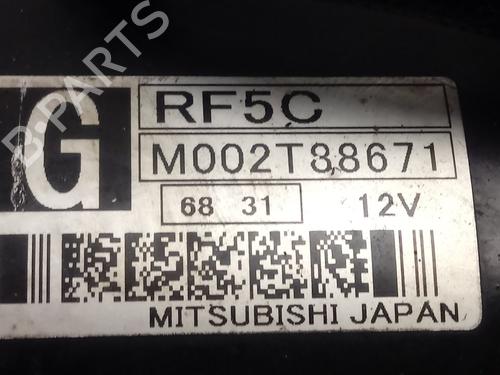 G
RF5C
M002T88671
68 31
12V
MITSUBISHI JAPAN
B-PARTS